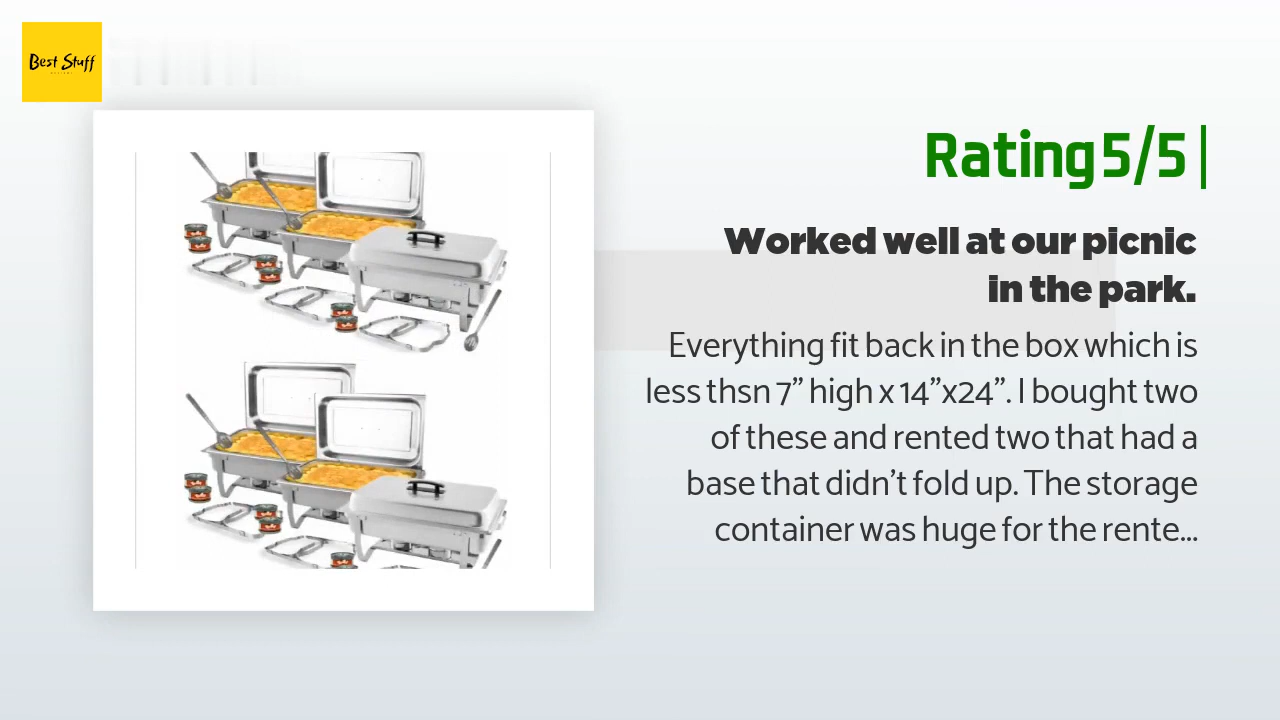 Best Stuff
Rating 5/5 |
Worked well at our picnic
in the park.
Everything fit back in the box which is
less thsn 7” high x 14”x24”. I bought two
of these and rented two that had a
base that didn’t fold up. The storage
container was huge for the rente...